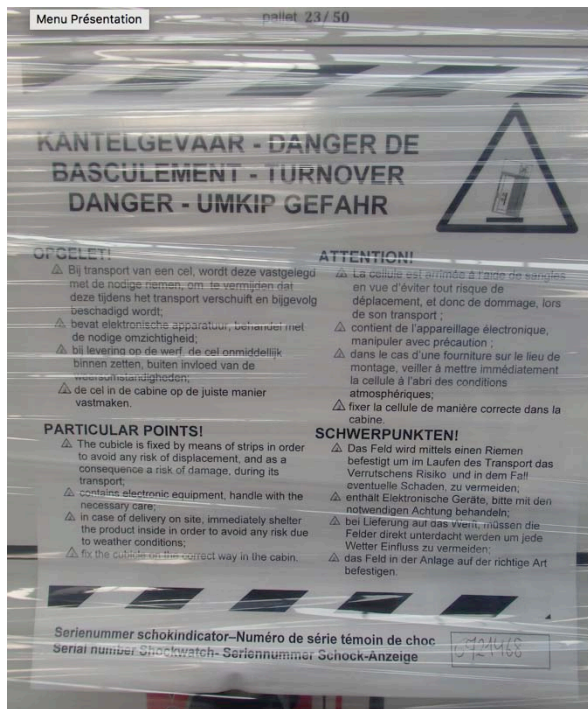 Menu Présentation
pallet 23/50
KANTELGEVAAR - DANGER DE
BASCULEMENT - TURNOVER
DANGER - UMKIP GEFAHR
OPGELET!
Bij transport van een cel, wordt deze vastgelegd
met de nodige riemen, om te vermijden dat
deze tijdens het transport verschuift en bijgevolg
beschadigd wordt;
bevat elektronische apparatuur, behandel met
de nodige omzichtigheid;
bij levering op de werf, de cel onmiddellijk
binnen zetten, buiten invloed van de
weersomstandigheden;
de cel in de cabine op de juiste manier
vastmaken.
ATTENTION!
La cellule est arrimée à l'aide de sangles
en vue d'éviter tout risque de
déplacement, et donc de dommage, lors
de son transport ;
contient de l'appareillage électronique,
manipuler avec précaution ;
dans le cas d'une fourniture sur le lieu de
montage, veiller à mettre immédiatement
la cellule à l'abri des conditions
atmosphériques;
fixer la cellule de manière correcte dans la
cabine.
PARTICULAR POINTS!
The cubicle is fixed by means of strips in order
to avoid any risk of displacement, and as a
consequence a risk of damage, during its
transport;
contains electronic equipment, handle with the
necessary care;
in case of delivery on site, immediately shelter
the product inside in order to avoid any risk due
to weather conditions;
fix the cubicle on the correct way in the cabin.
SCHWERPUNKTEN!
Das Feld wird mittels einen Riemen
befestigt um im Laufen des Transport das
Verrutschens Risiko und in dem Fall
eventuelle Schaden, zu vermeiden;
enthält Elektronische Geräte, bitte mit den
notwendigen Achtung behandeln;
bei Lieferung auf das Werft, müssen die
Felder direkt unterdacht werden um jede
Wetter Einfluss zu vermeiden;
das Feld in der Anlage auf der richtige Art
befestigen.
Serienummer schokindicator–Numéro de série témoin de choc
Serial number Shockwatch- Seriennummer Schock-Anzeige